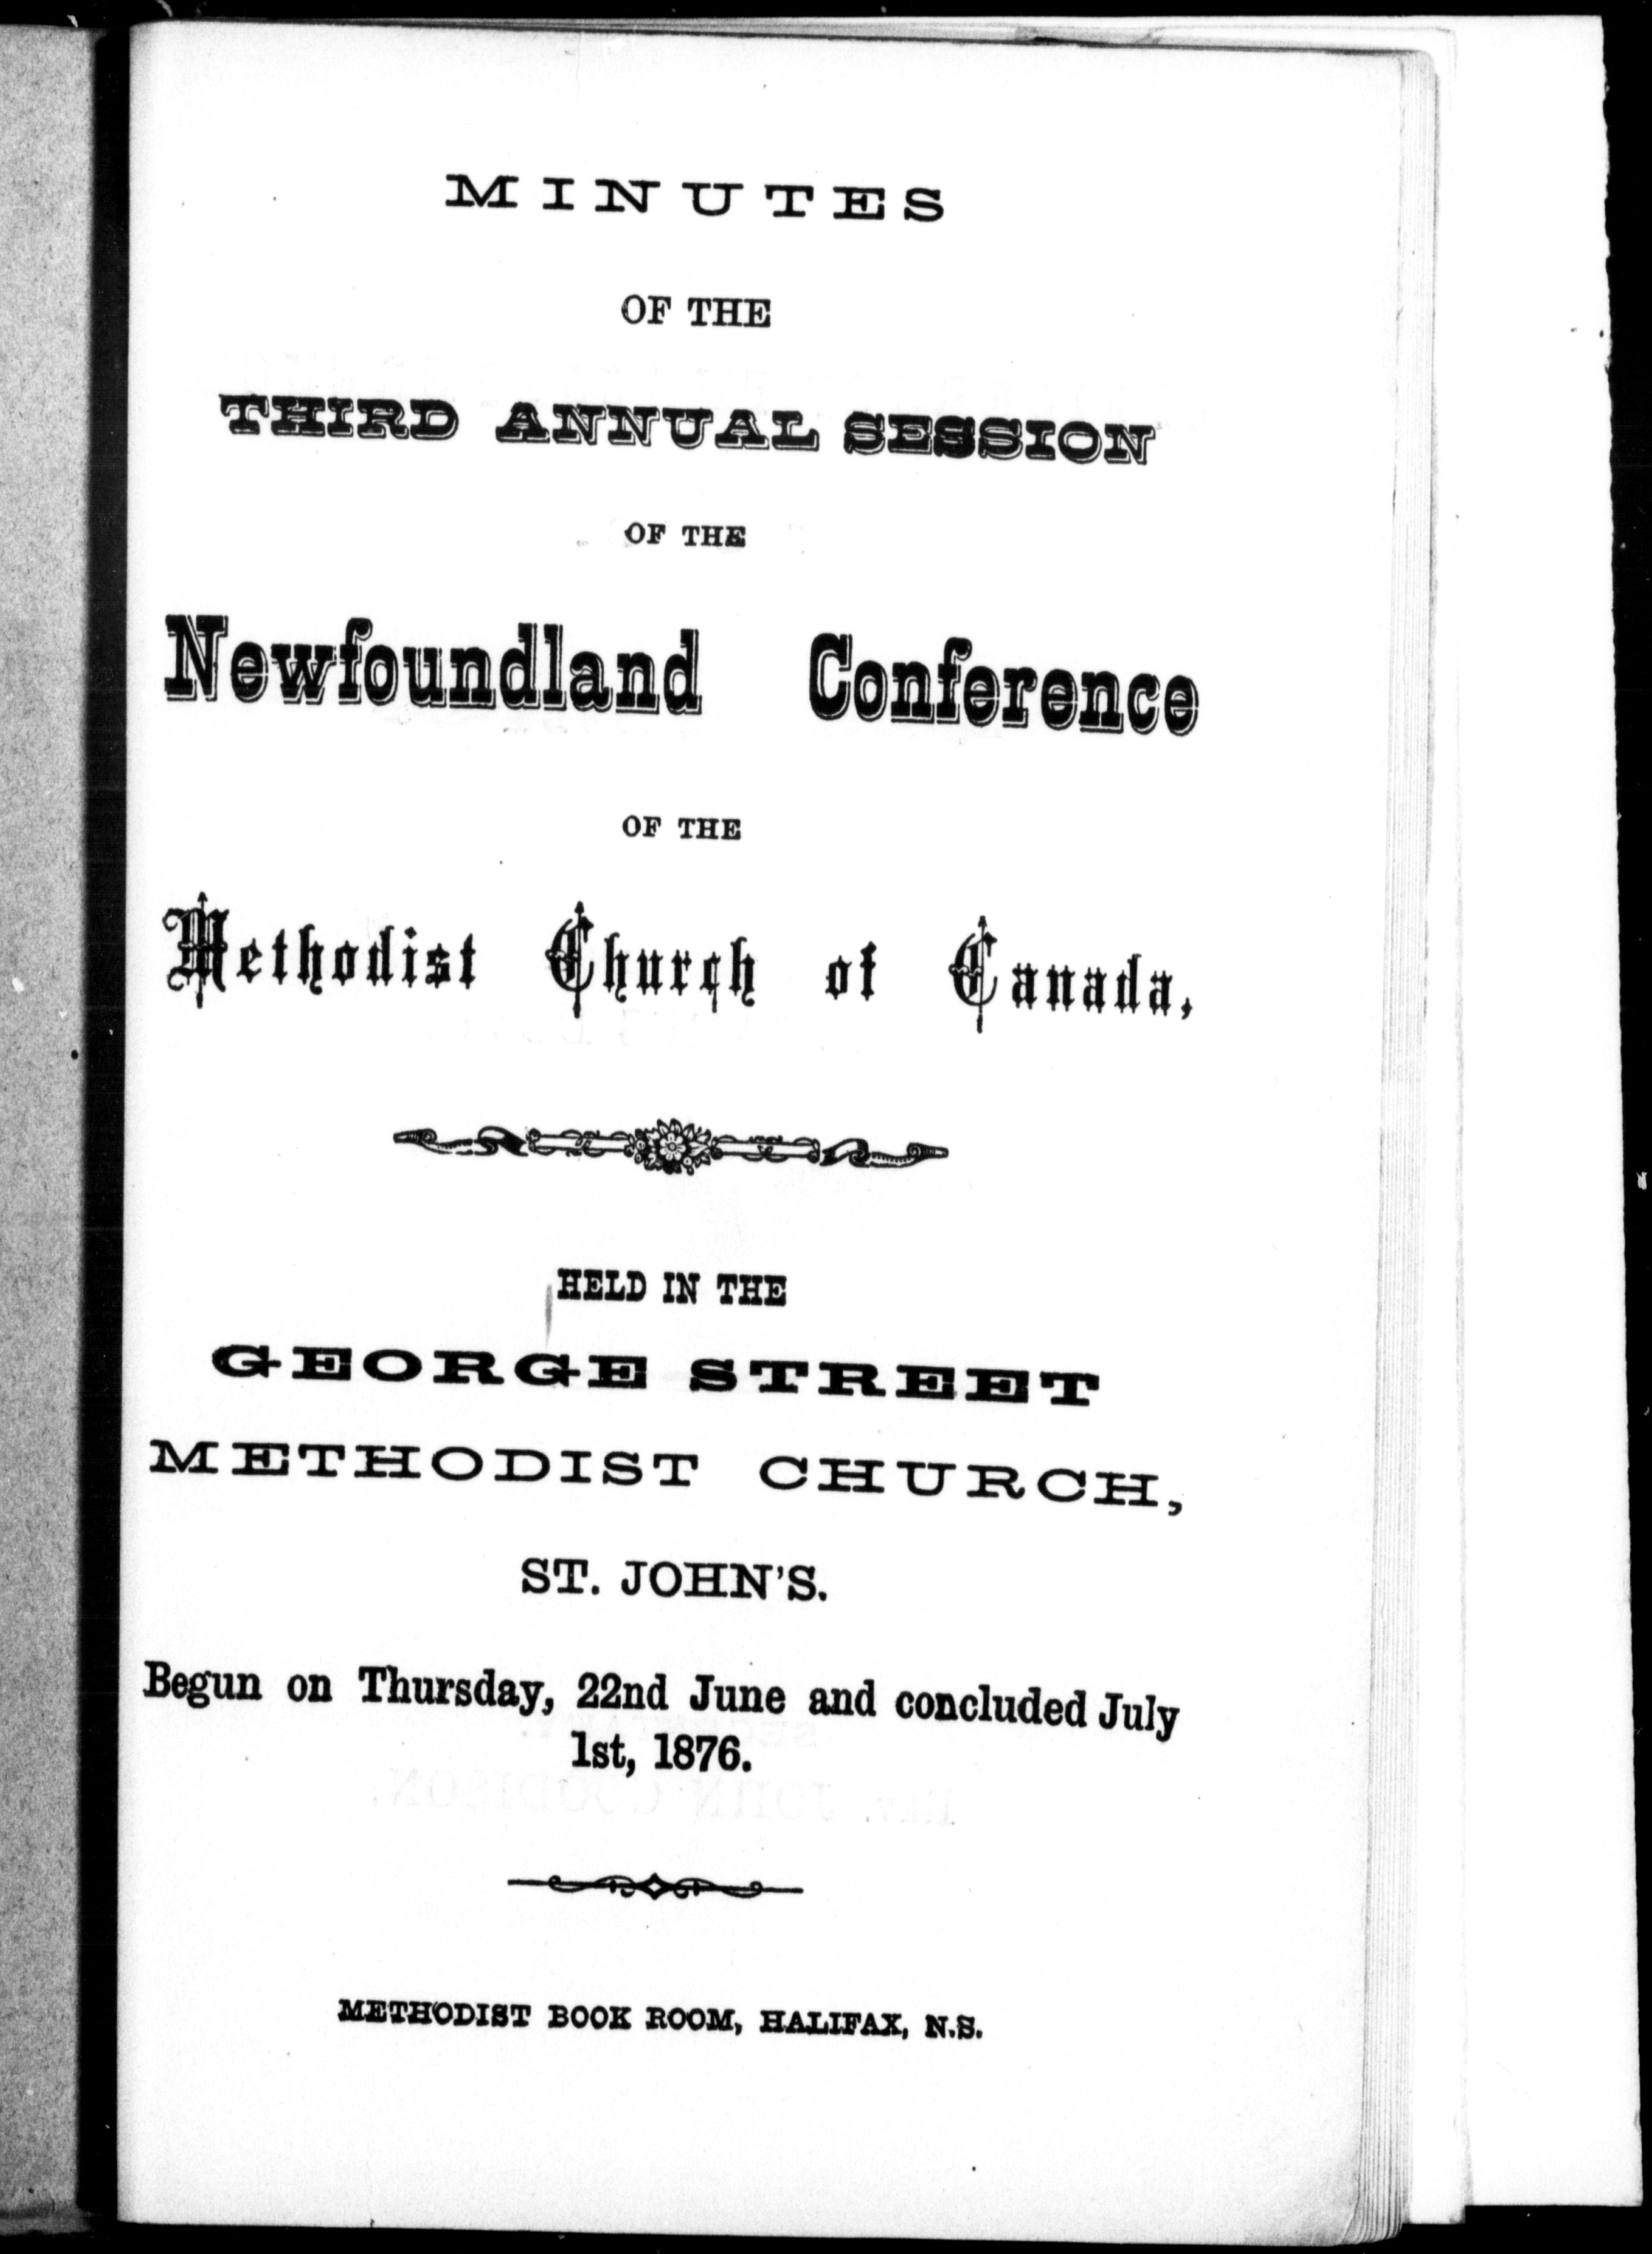 MINUTES
OF THE
THIRD ANNUAL SESSION
OF THE
Newfoundland Conference
OF THE
Methodist Church of Canada,
HELD IN THE
GEORGE STREET
METHODIST CHURCH,
ST. JOHN'S.
Begun on Thursday, 22nd June and concluded July
1st, 1876.
METHODIST BOOK ROOM, HALIFAX, N.S.